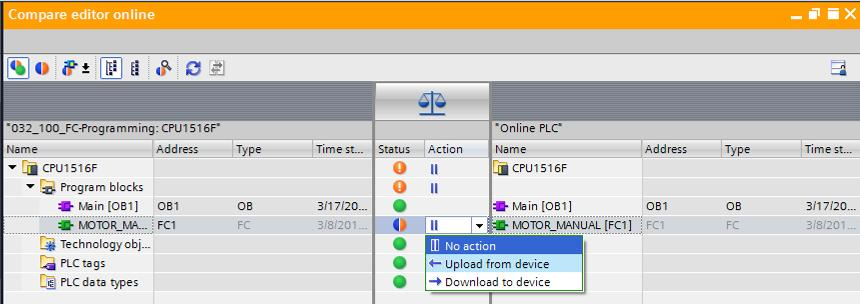 Compare editor online
"032_100_FC-Programming: CPU1516F"
"Online PLC"
Name Address Type Time st... Status Action Name Address Type Time st...
CPU1516F CPU1516F
Program blocks
Main [OB1] OB1 OB 3/17/20... Main [OB1] OB1 OB 3/17/20...
MOTOR_MA... FC1 FC 3/8/201... MOTOR_MANUAL [FC1] FC1 FC 3/8/201...
No action
Technology obj...
Upload from device
PLC tags
Download to device
PLC data types